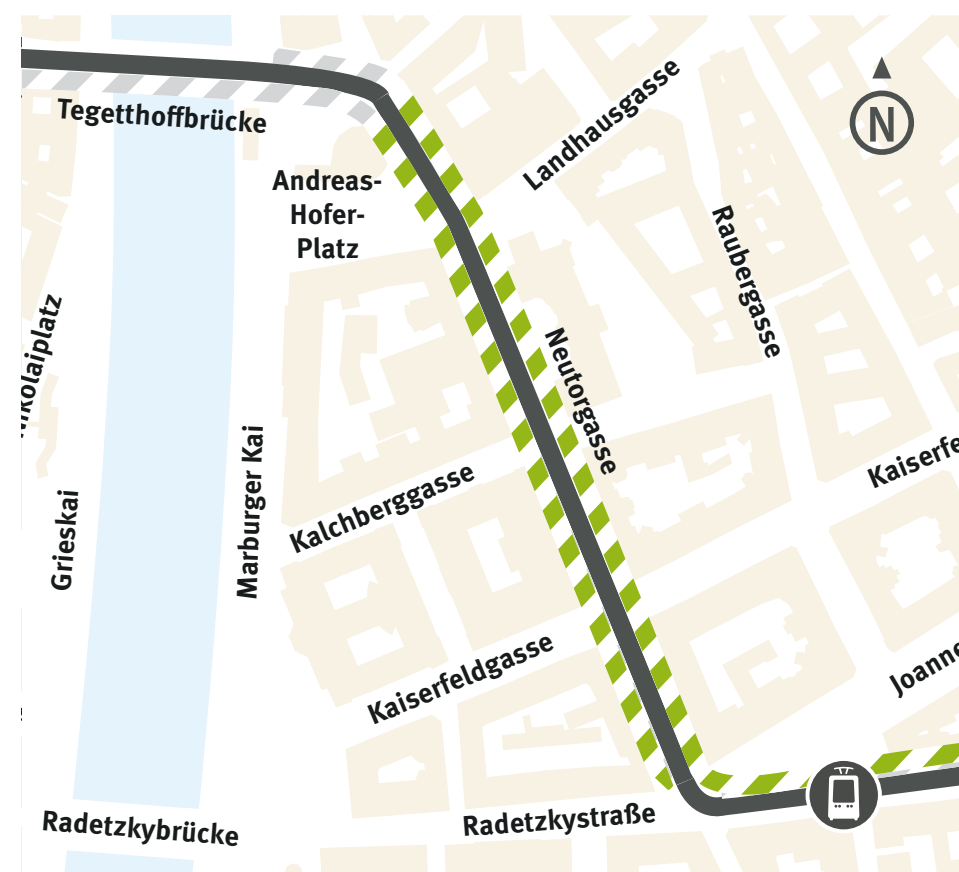 Tegetthoffbrücke
Landhausgasse
N
Andreas-
Hofer-
Platz
Raubergasse
Neutorgasse
Marburger Kai
Kalchberggasse
Grieskai
Kaiserfeldgasse
Radetzkystraße
Radetzkybrücke